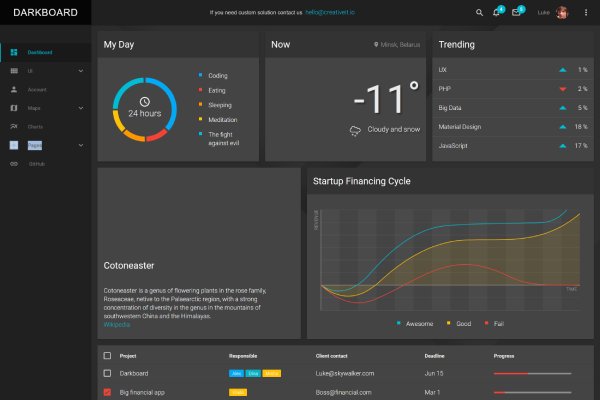 DARKBOARD
If you need custom solution contact us hello@creativeit.io
4
5
Luke
Darkboard
UI
Account
Maps
Charts
Pages
GitHub
My Day
24 hours
Coding
Eating
Sleeping
Meditation
The fight
against evil
Now
Minsk, Belarus
-11°
Cloudy and snow
Trending
UX 1 %
PHP 2 %
Big Data 5 %
Material Design 18 %
JavaScript 17 %
Cotoneaster
Cotoneaster is a genus of flowering plants in the rose family,
Rosaceae, native to the Palaearctic region, with a strong
concentration of diversity in the genus in the mountains of
southwestern China and the Himalayas.
Wikipedia
Startup Financing Cycle
REVENUE
TIME
Awesome Good Fail
Project Responsible Client contact Deadline Progress
Darkboard Luke@skywalker.com Jun 15
Big financial app Boss@financial.com Mar 1